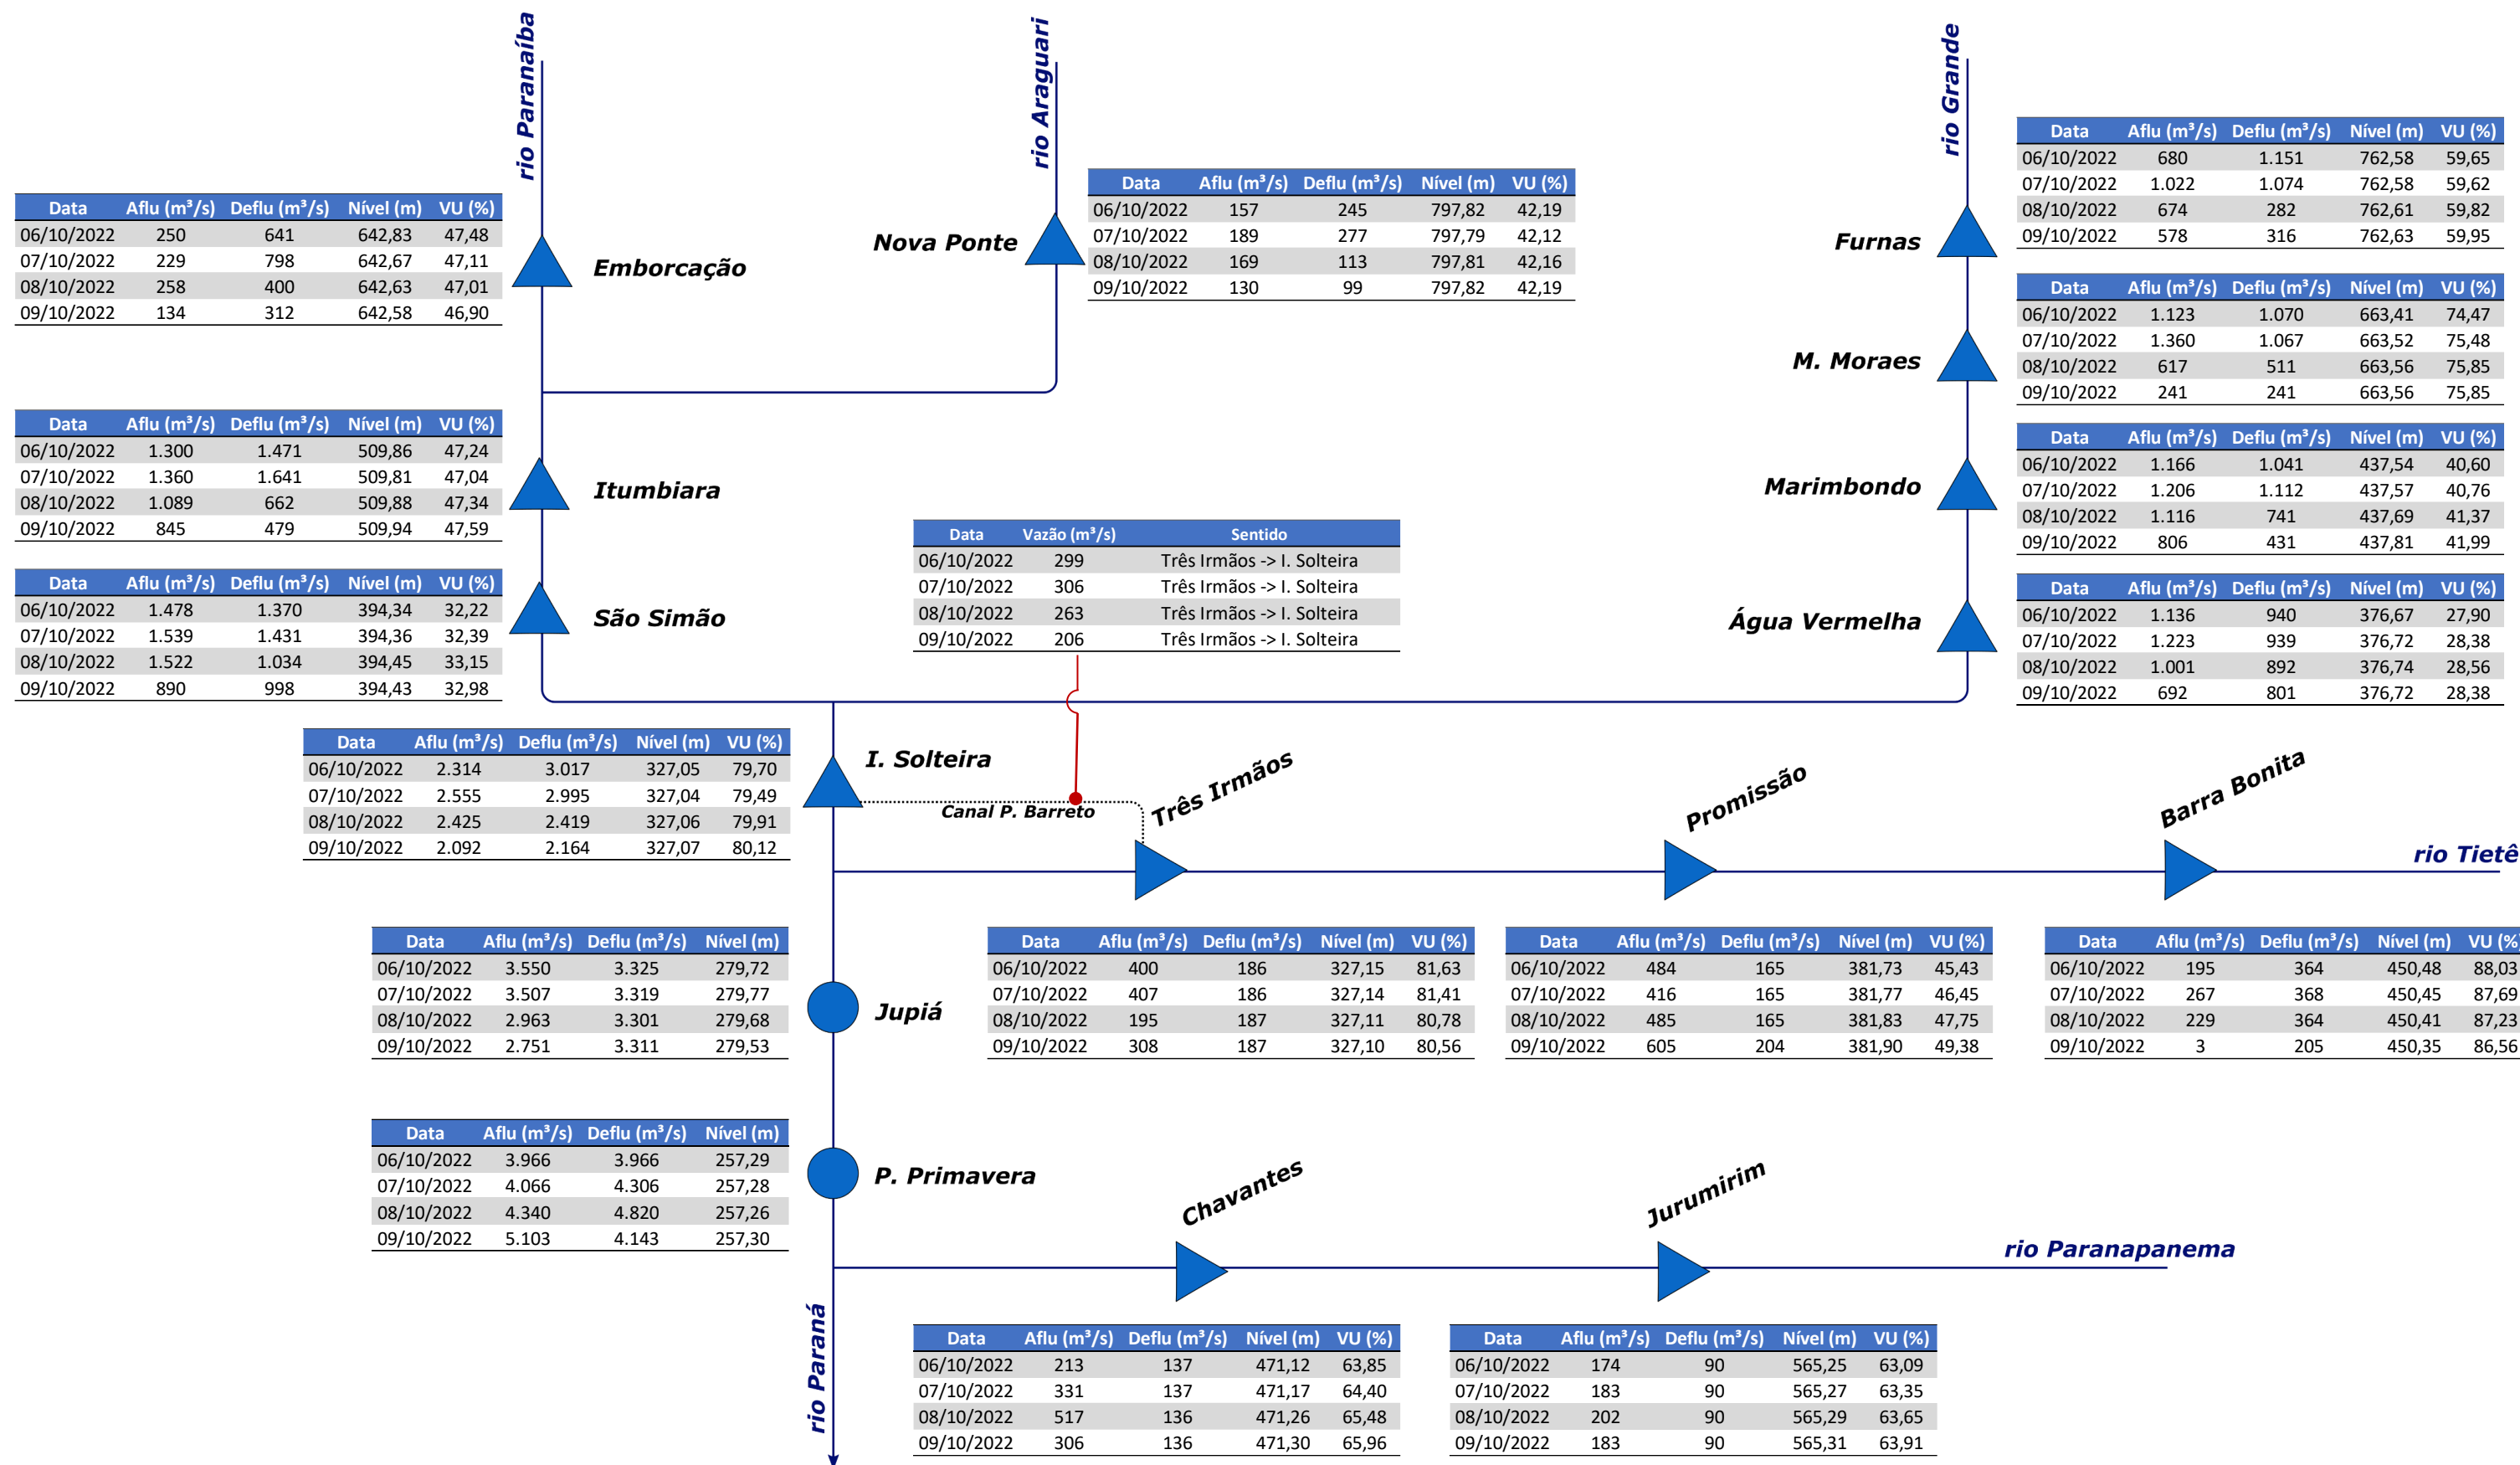 rio Paranaíba
rio Araguari
rio Grande
Data Aflu (m³/s) Deflu (m³/s) Nível (m) VU (%)
06/10/2022 250 641 642,83 47,48
07/10/2022 229 798 642,67 47,11
08/10/2022 258 400 642,63 47,01
09/10/2022 134 312 642,58 46,90
Emborcação
Nova Ponte
Data Aflu (m³/s) Deflu (m³/s) Nível (m) VU (%)
06/10/2022 157 245 797,82 42,19
07/10/2022 189 277 797,79 42,12
08/10/2022 169 113 797,81 42,16
09/10/2022 130 99 797,82 42,19
Furnas
Data Aflu (m³/s) Deflu (m³/s) Nível (m) VU (%)
06/10/2022 680 1.151 762,58 59,65
07/10/2022 1.022 1.074 762,58 59,62
08/10/2022 674 282 762,61 59,82
09/10/2022 578 316 762,63 59,95
M. Moraes
Data Aflu (m³/s) Deflu (m³/s) Nível (m) VU (%)
06/10/2022 1.123 1.070 663,41 74,47
07/10/2022 1.360 1.067 663,52 75,48
08/10/2022 617 511 663,56 75,85
09/10/2022 241 241 663,56 75,85
Data Aflu (m³/s) Deflu (m³/s) Nível (m) VU (%)
06/10/2022 1.300 1.471 509,86 47,24
07/10/2022 1.360 1.641 509,81 47,04
08/10/2022 1.089 662 509,88 47,34
09/10/2022 845 479 509,94 47,59
Itumbiara
Marimbondo
Data Aflu (m³/s) Deflu (m³/s) Nível (m) VU (%)
06/10/2022 1.166 1.041 437,54 40,60
07/10/2022 1.206 1.112 437,57 40,76
08/10/2022 1.116 741 437,69 41,37
09/10/2022 806 431 437,81 41,99
Data Vazão (m³/s) Sentido
06/10/2022 299 Três Irmãos -> I. Solteira
07/10/2022 306 Três Irmãos -> I. Solteira
08/10/2022 263 Três Irmãos -> I. Solteira
09/10/2022 206 Três Irmãos -> I. Solteira
Data Aflu (m³/s) Deflu (m³/s) Nível (m) VU (%)
06/10/2022 1.478 1.370 394,34 32,22
07/10/2022 1.539 1.431 394,36 32,39
08/10/2022 1.522 1.034 394,45 33,15
09/10/2022 890 998 394,43 32,98
São Simão
Água Vermelha
Data Aflu (m³/s) Deflu (m³/s) Nível (m) VU (%)
06/10/2022 1.136 940 376,67 27,90
07/10/2022 1.223 939 376,72 28,38
08/10/2022 1.001 892 376,74 28,56
09/10/2022 692 801 376,72 28,38
Data Aflu (m³/s) Deflu (m³/s) Nível (m) VU (%)
06/10/2022 2.314 3.017 327,05 79,70
07/10/2022 2.555 2.995 327,04 79,49
08/10/2022 2.425 2.419 327,06 79,91
09/10/2022 2.092 2.164 327,07 80,12
I. Solteira
Canal P. Barreto
Três Irmãos
Promissão
Barra Bonita
rio Tietê
Data Aflu (m³/s) Deflu (m³/s) Nível (m)
06/10/2022 3.550 3.325 279,72
07/10/2022 3.507 3.319 279,77
08/10/2022 2.963 3.301 279,68
09/10/2022 2.751 3.311 279,53
Jupiá
Data Aflu (m³/s) Deflu (m³/s) Nível (m) VU (%)
06/10/2022 400 186 327,15 81,63
07/10/2022 407 186 327,14 81,41
08/10/2022 195 187 327,11 80,78
09/10/2022 308 187 327,10 80,56
Data Aflu (m³/s) Deflu (m³/s) Nível (m) VU (%)
06/10/2022 484 165 381,73 45,43
07/10/2022 416 165 381,77 46,45
08/10/2022 485 165 381,83 47,75
09/10/2022 605 204 381,90 49,38
Data Aflu (m³/s) Deflu (m³/s) Nível (m) VU (%)
06/10/2022 195 364 450,48 88,03
07/10/2022 267 368 450,45 87,69
08/10/2022 229 364 450,41 87,23
09/10/2022 3 205 450,35 86,56
Data Aflu (m³/s) Deflu (m³/s) Nível (m)
06/10/2022 3.966 3.966 257,29
07/10/2022 4.066 4.306 257,28
08/10/2022 4.340 4.820 257,26
09/10/2022 5.103 4.143 257,30
P. Primavera
Chavantes
Jurumirim
rio Paranapanema
rio Paraná
Data Aflu (m³/s) Deflu (m³/s) Nível (m) VU (%)
06/10/2022 213 137 471,12 63,85
07/10/2022 331 137 471,17 64,40
08/10/2022 517 136 471,26 65,48
09/10/2022 306 136 471,30 65,96
Data Aflu (m³/s) Deflu (m³/s) Nível (m) VU (%)
06/10/2022 174 90 565,25 63,09
07/10/2022 183 90 565,27 63,35
08/10/2022 202 90 565,29 63,65
09/10/2022 183 90 565,31 63,91